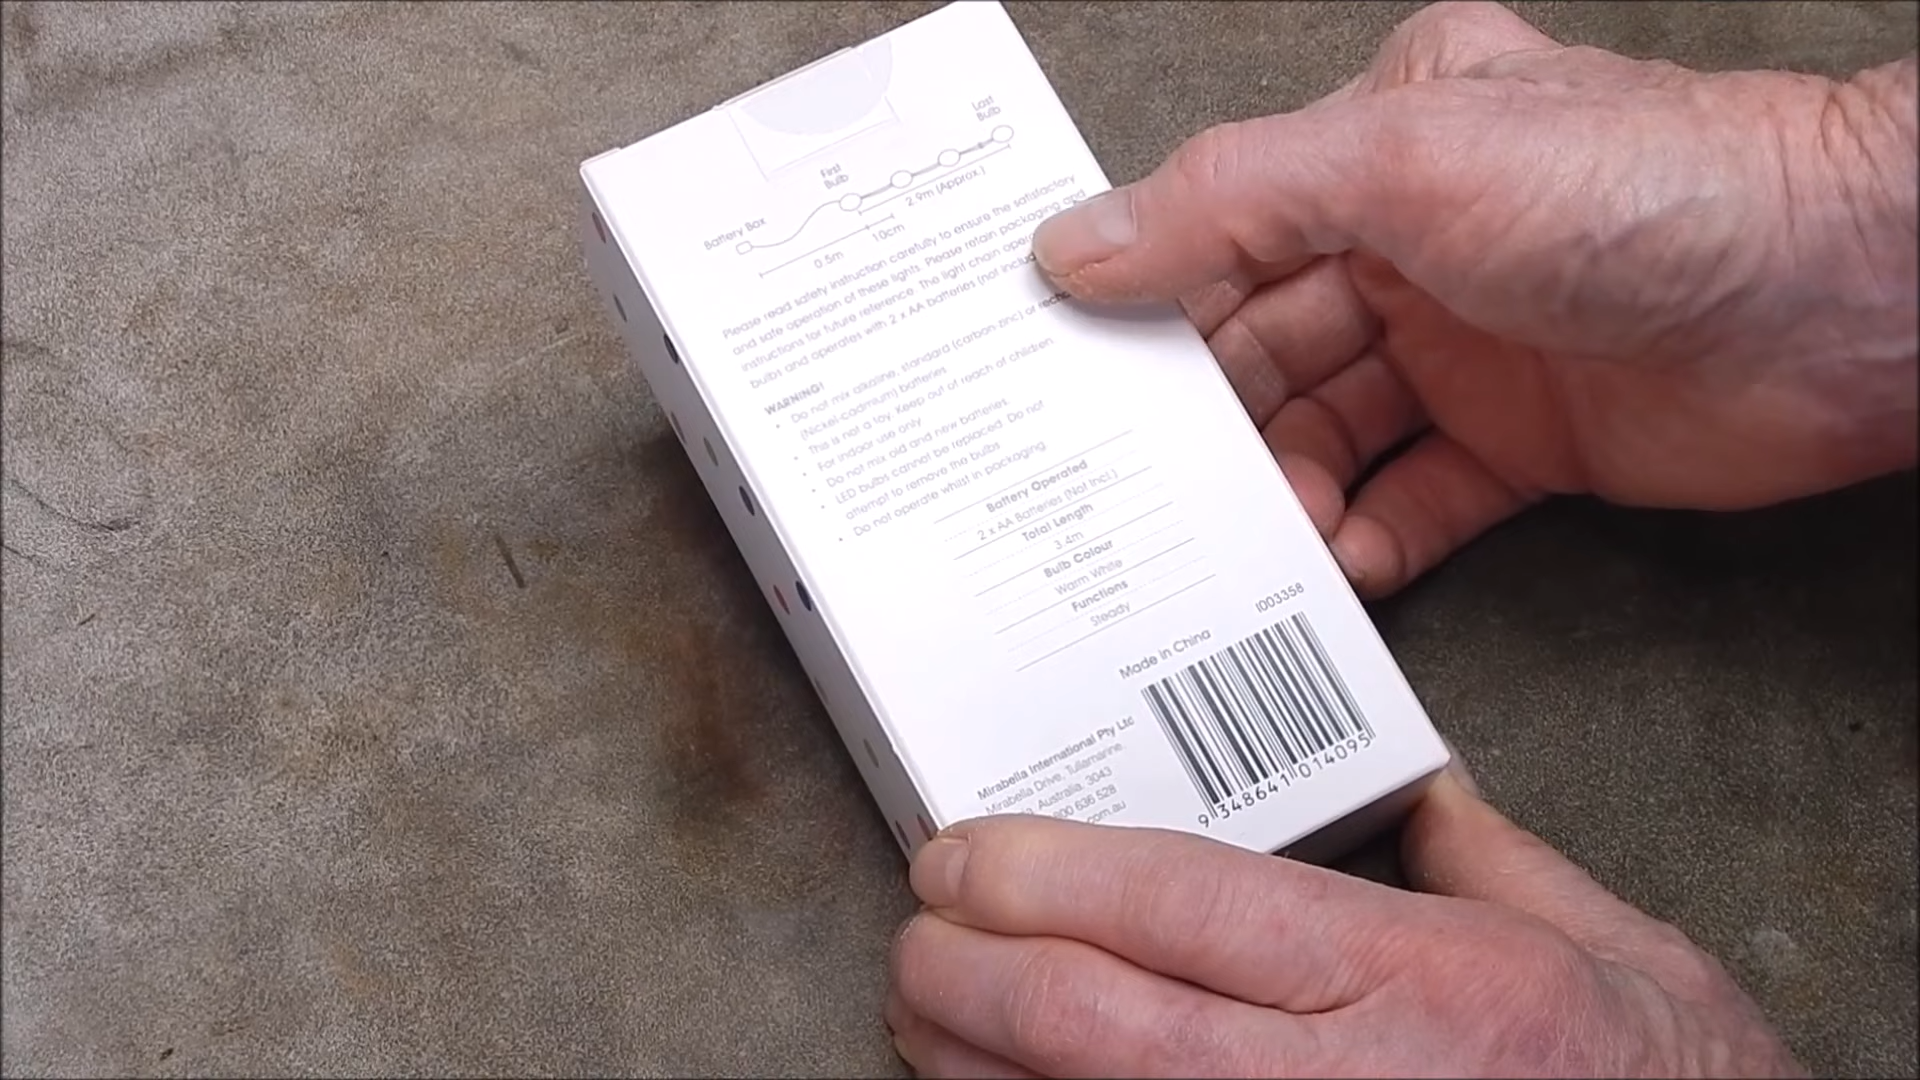 Last
Bulb
First
Bulb
2.9m (Approx.)
Battery Box
10cm
0.5m
Please read safety instruction carefully to ensure the satisfactory
and safe operation of these lights. Please retain packaging and
instructions for future reference. The light chain
bulbs and operates with 2 x AA batteries (not
WARNING!
• Do not mix alkaline, standard (carbon-zinc) or
(Nickel-cadmium) batteries
• This is not a toy. Keep out of reach of children
• For indoor use only
• Do not mix old and new batteries.
• LED bulbs cannot be replaced. Do not
attempt to remove the bulbs
• Do not operate whilst in packaging
Battery Operated
2 x AA Batteries (Not Incl.)
Total Length
3.4m
Bulb Colour
Warm White
Functions
Steady
I003358
Made in China
Mirabella International Pty Ltd
Mirabella Drive, Tullamarine,
Australia, 3043
636 528
.com.au
9 348641 014095